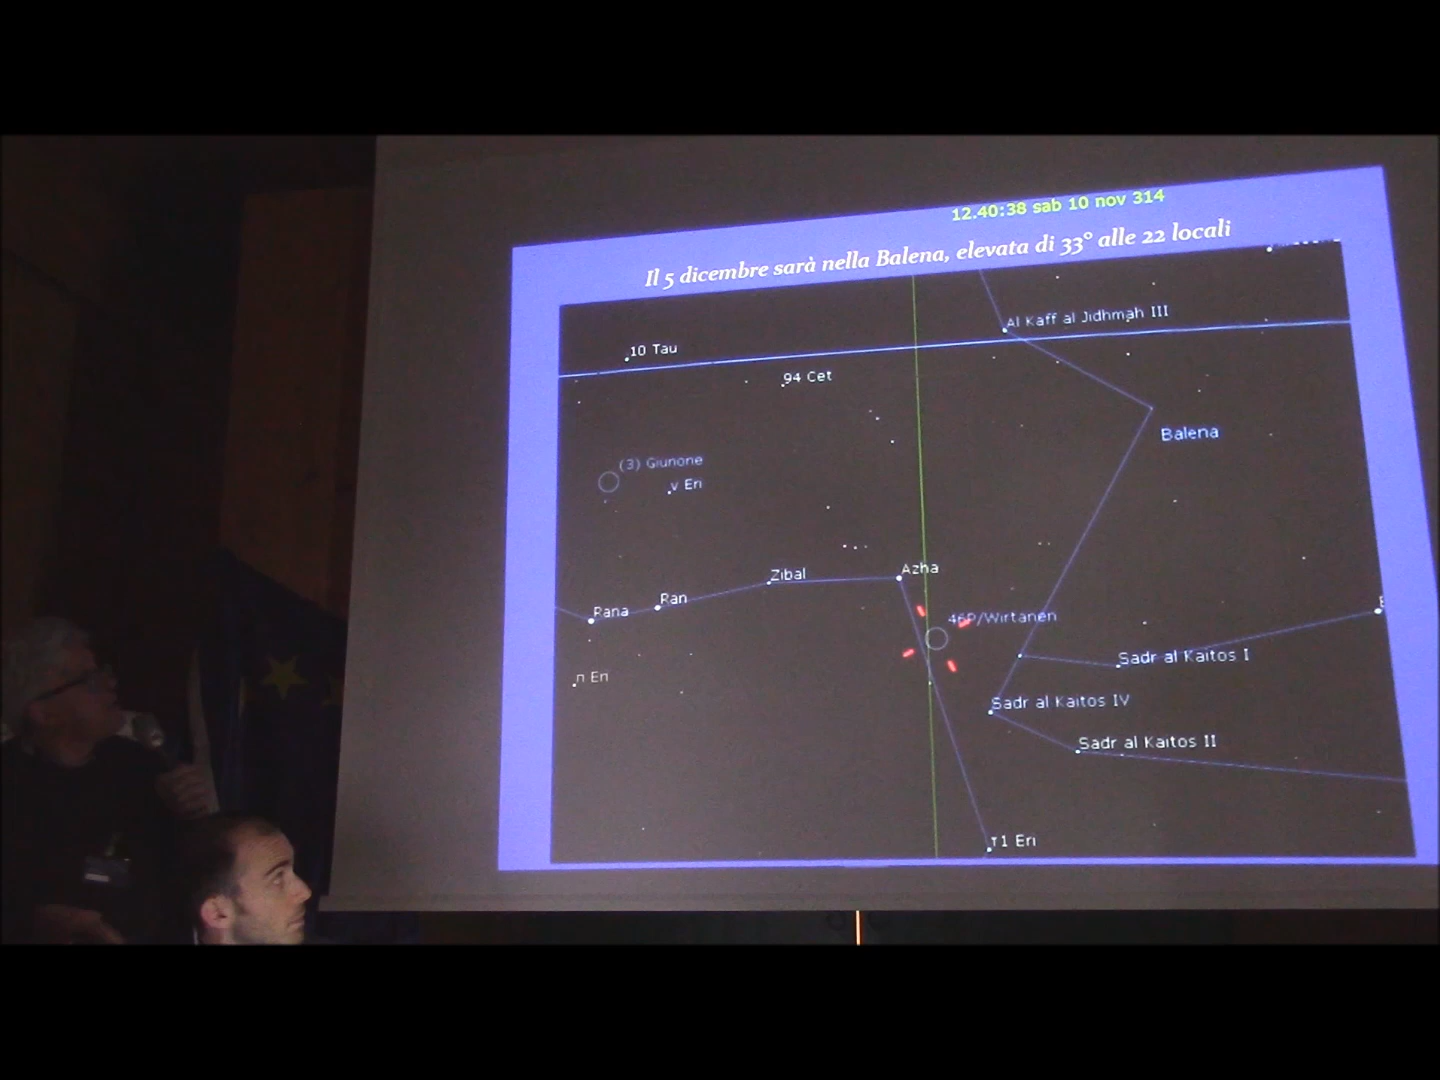 12.40:38 sab 10 nov 314
Il 5 dicembre sarà nella Balena, elevata di 33° alle 22 locali
Al Kaff al Jidhmah III
10 Tau
94 Cet
Balena
(3) Giunone
ν Eri
Azha
Zibal
Ran
Rana
46P/Wirtanen
Sadr al Kaitos I
η Eri
Sadr al Kaitos IV
Sadr al Kaitos II
τ1 Eri